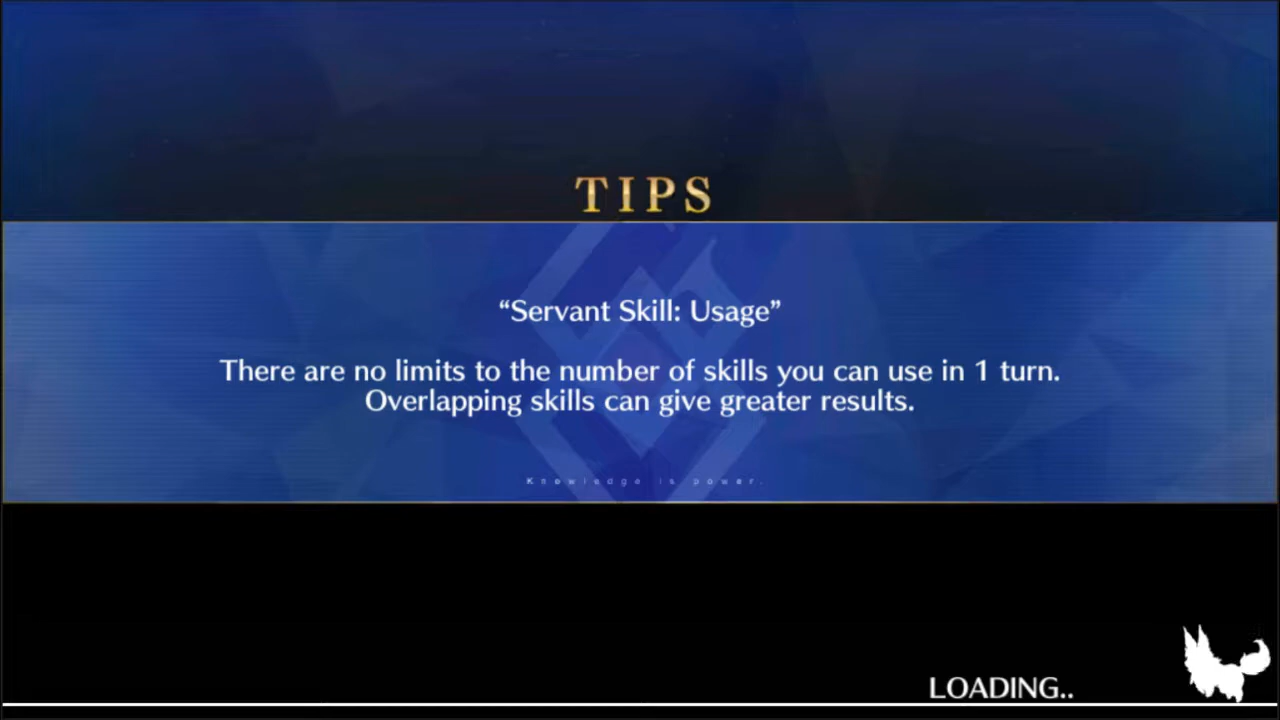 TIPS
“Servant Skill: Usage”
There are no limits to the number of skills you can use in 1 turn.
Overlapping skills can give greater results.
Knowledge is power.
LOADING..